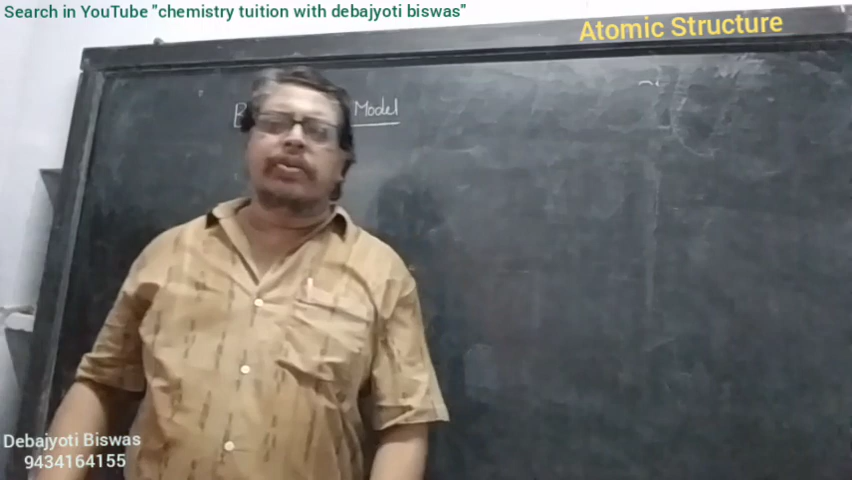 Search in YouTube "chemistry tuition with debajyoti biswas"
Atomic Structure
Model
Debajyoti Biswas
9434164155